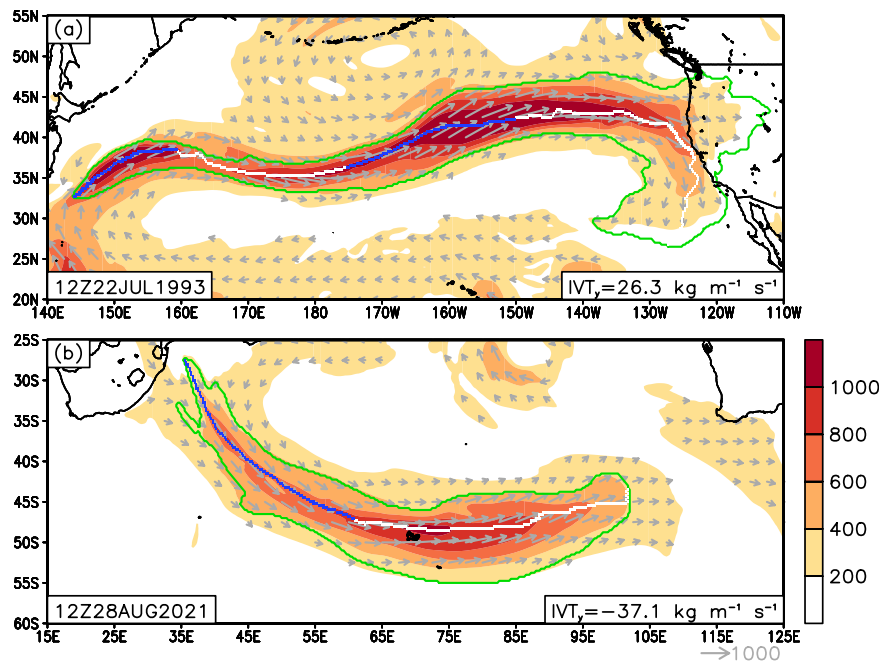 55N
(a)
50N
45N
40N
35N
30N
25N
20N
12Z22JUL1993
IVTy=26.3 kg m⁻¹ s⁻¹
140E 150E 160E 170E 180 170W 160W 150W 140W 130W 120W 110W
25S
(b)
30S
35S
40S
45S
50S
55S
60S
12Z28AUG2021
IVTy=−37.1 kg m⁻¹ s⁻¹
15E 25E 35E 45E 55E 65E 75E 85E 95E 105E 115E 125E
1000
800
600
400
200
1000